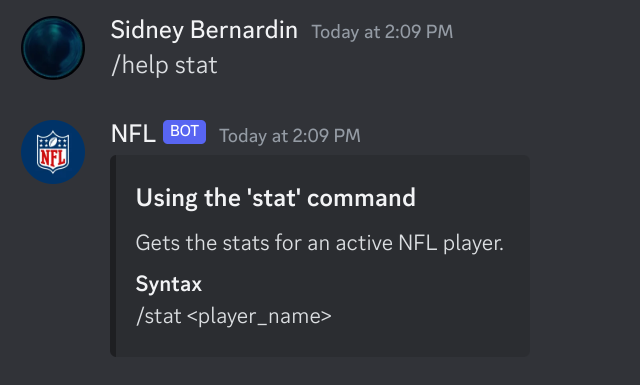 Sidney Bernardin Today at 2:09 PM
/help stat
NFL BOT Today at 2:09 PM
NFL
Using the 'stat' command
Gets the stats for an active NFL player.
Syntax
/stat <player_name>